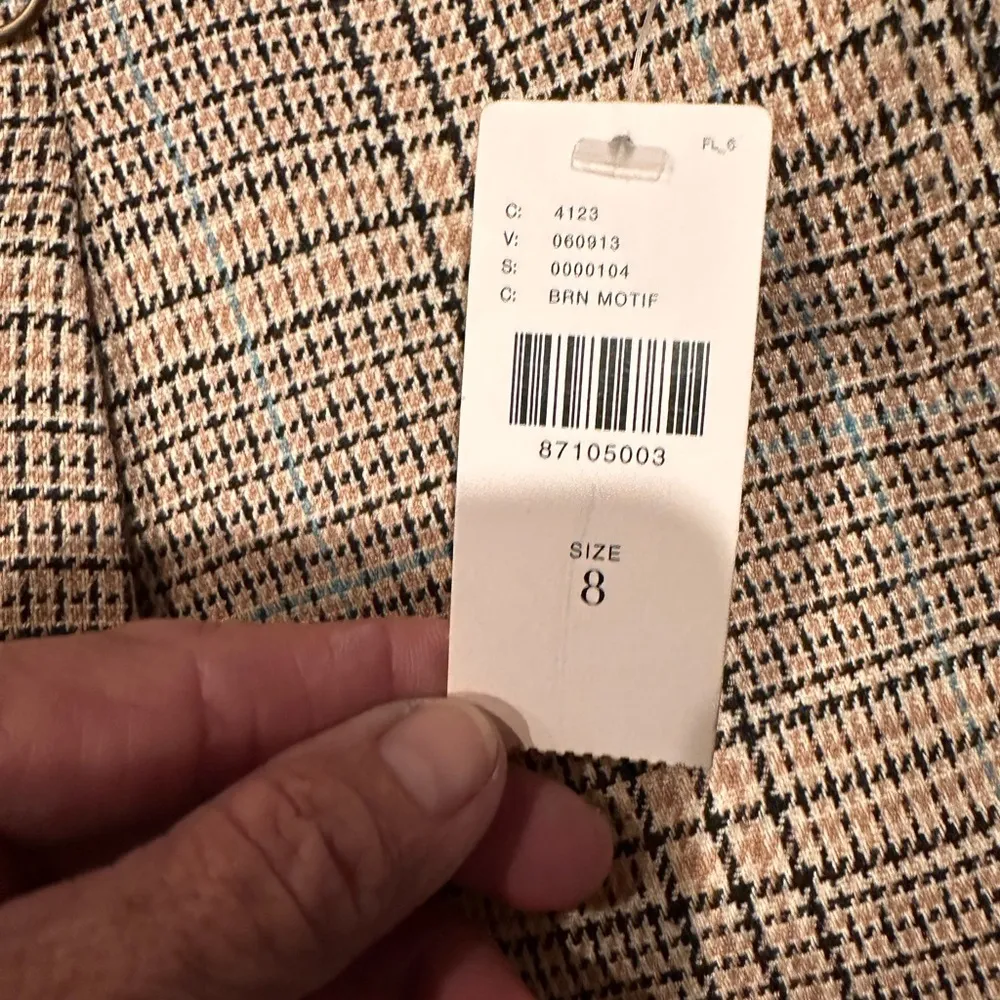 FL_6
C: 4123
V: 060913
S: 0000104
C: BRN MOTIF
87105003
SIZE
8